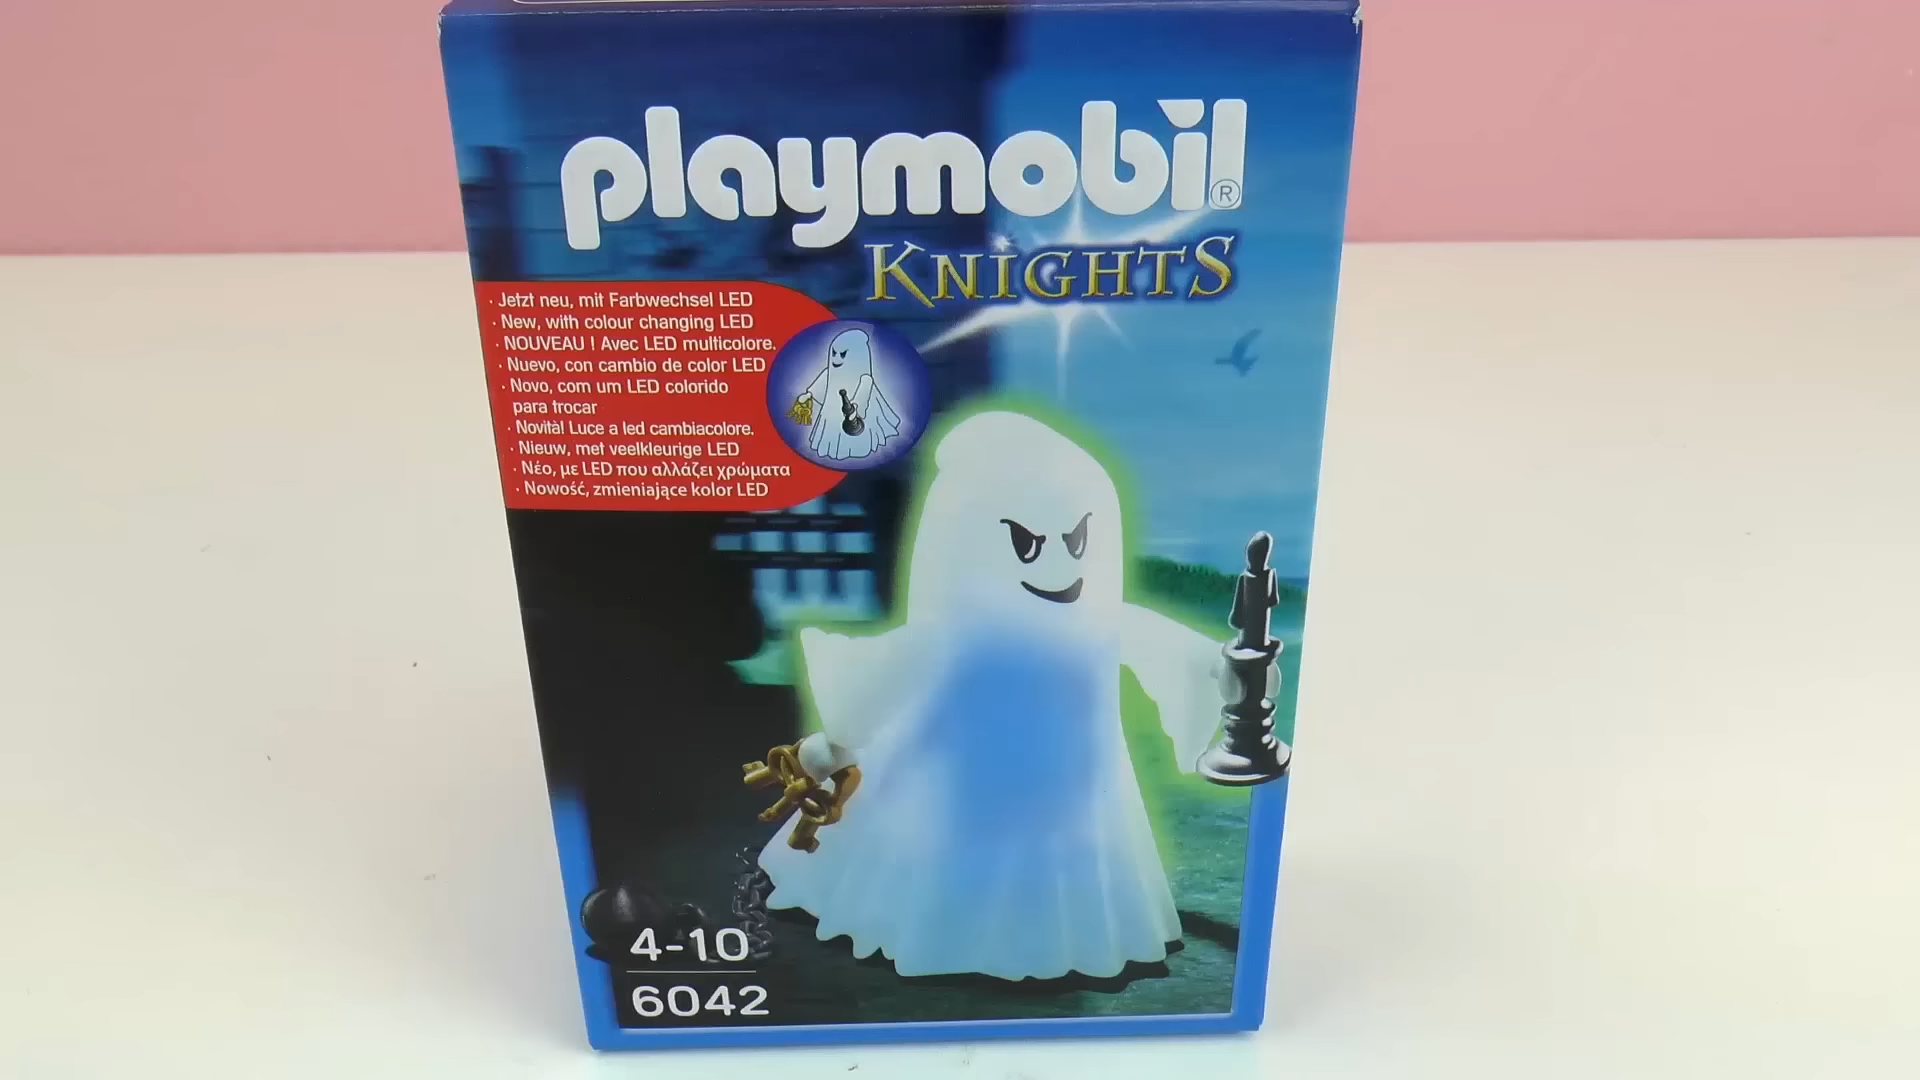 playmobil®
KNIGHTS
· Jetzt neu, mit Farbwechsel LED
· New, with colour changing LED
· NOUVEAU ! Avec LED multicolore.
· Nuevo, con cambio de color LED
· Novo, com um LED colorido
para trocar
· Novità! Luce a led cambiacolore.
· Nieuw, met veelkleurige LED
· Νέο, με LED που αλλάζει χρώματα
· Nowość, zmieniające kolor LED
4-10
6042